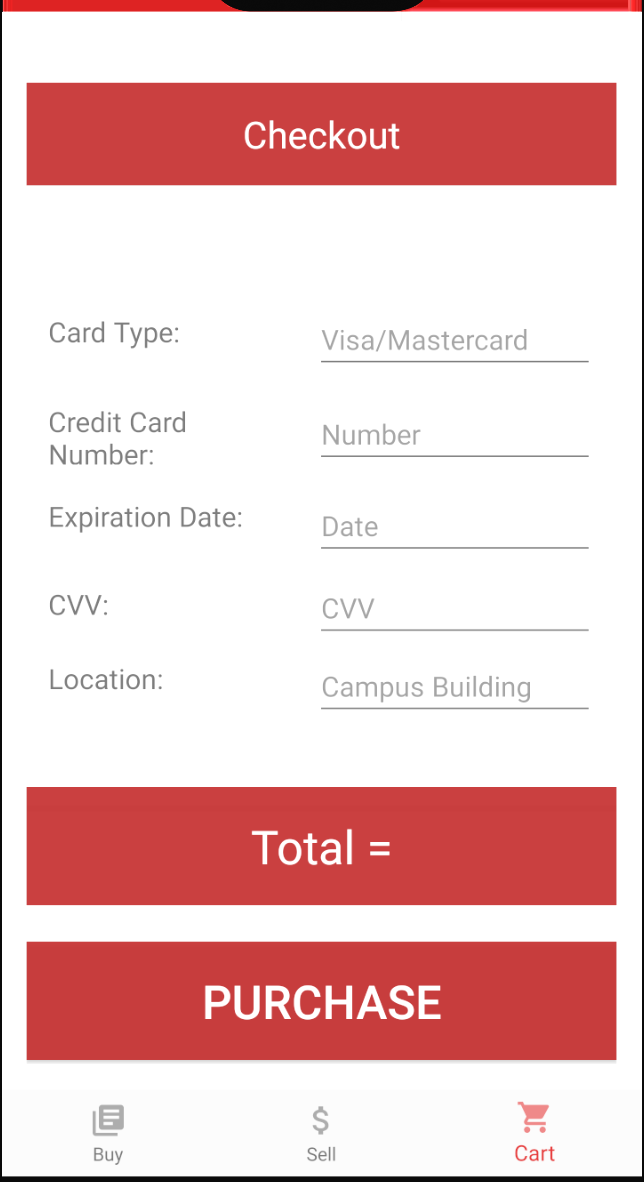 Checkout
Card Type:
Visa/Mastercard
Credit Card
Number:
Number
Expiration Date:
Date
CVV:
CVV
Location:
Campus Building
Total =
PURCHASE
Buy
Sell
Cart